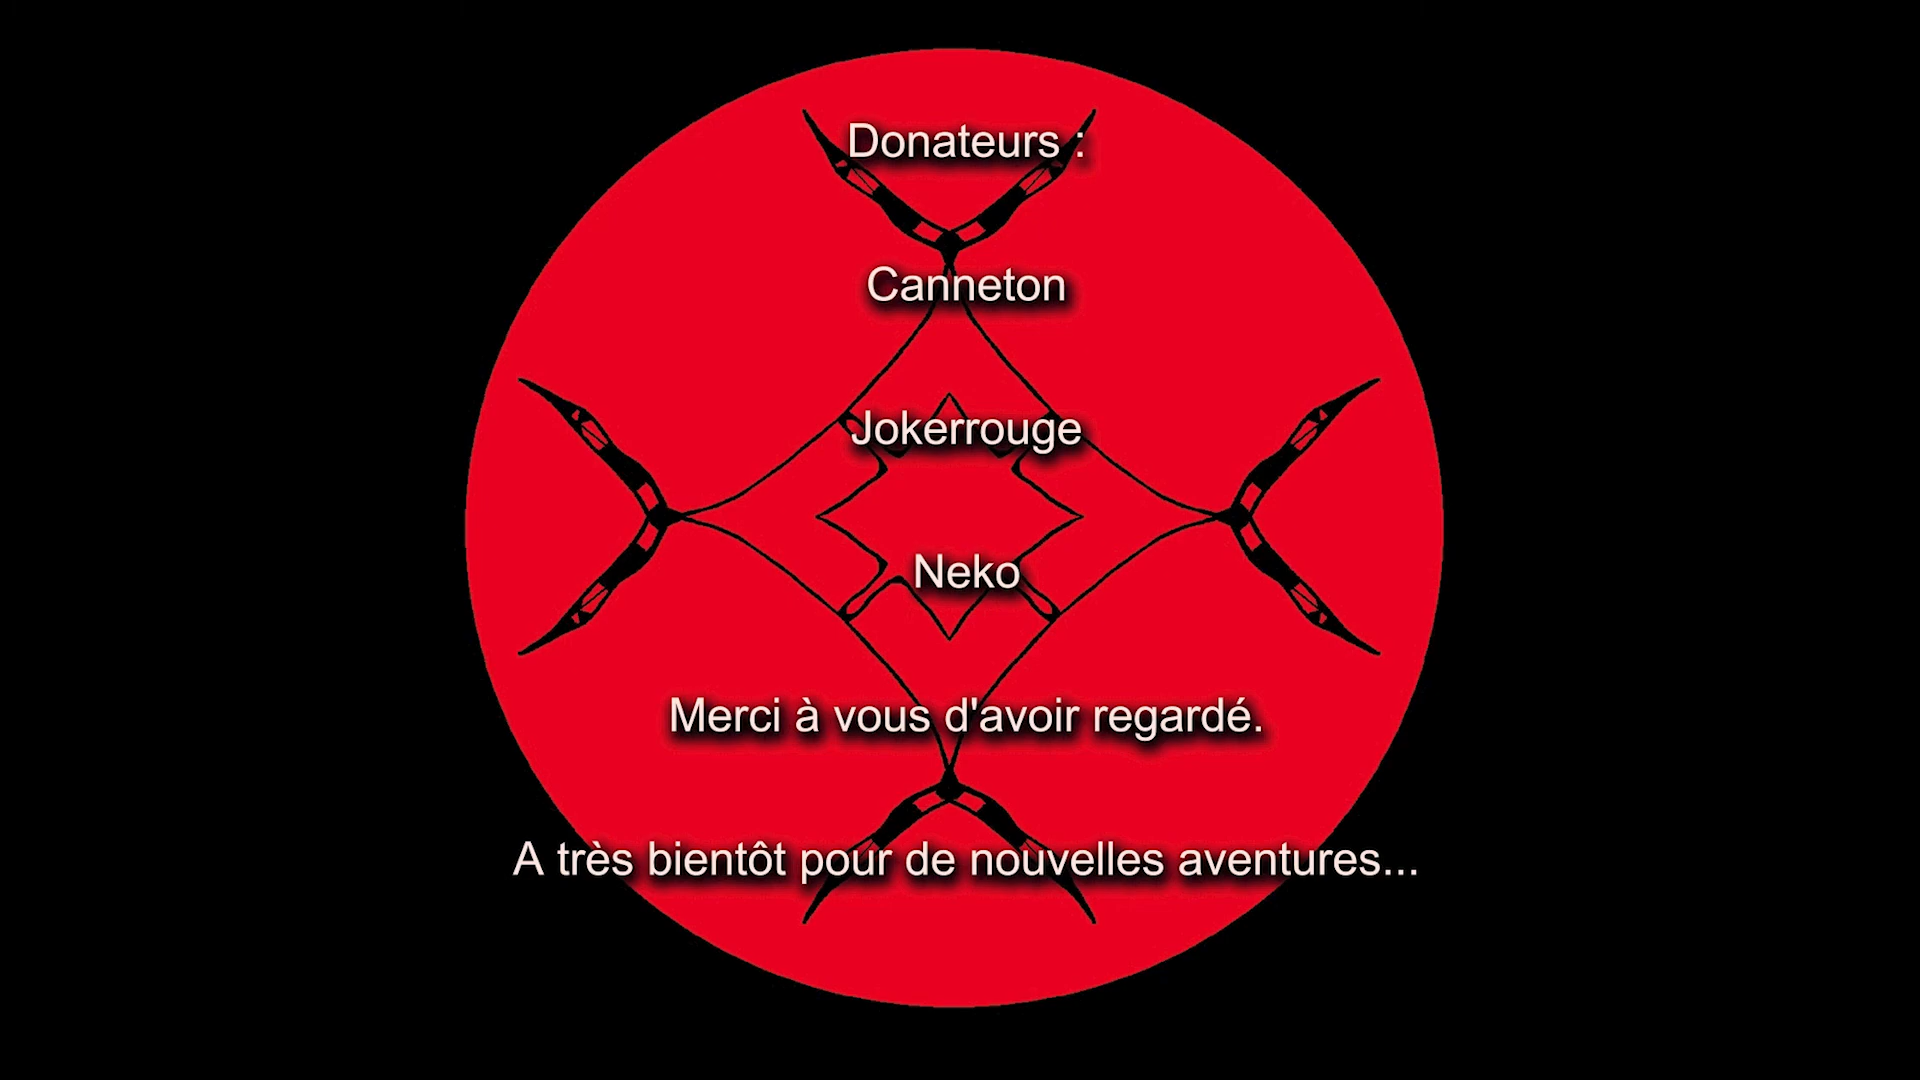 Donateurs :
Canneton
Jokerrouge
Neko
Merci à vous d'avoir regardé.
A très bientôt pour de nouvelles aventures...